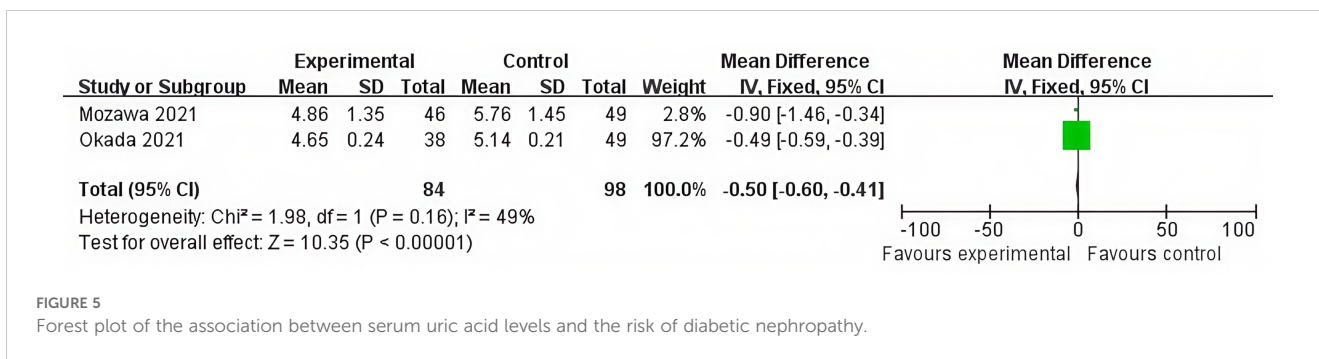 Experimental Control Mean Difference Mean Difference
Study or Subgroup Mean SD Total Mean SD Total Weight IV, Fixed, 95% CI IV, Fixed, 95% CI
Mozawa 2021 4.86 1.35 46 5.76 1.45 49 2.8% -0.90 [-1.46, -0.34]
Okada 2021 4.65 0.24 38 5.14 0.21 49 97.2% -0.49 [-0.59, -0.39]
Total (95% CI) 84 98 100.0% -0.50 [-0.60, -0.41]
Heterogeneity: Chi² = 1.98, df = 1 (P = 0.16); I² = 49%
Test for overall effect: Z = 10.35 (P < 0.00001)
-100 -50 0 50 100
Favours experimental Favours control
FIGURE 5
Forest plot of the association between serum uric acid levels and the risk of diabetic nephropathy.